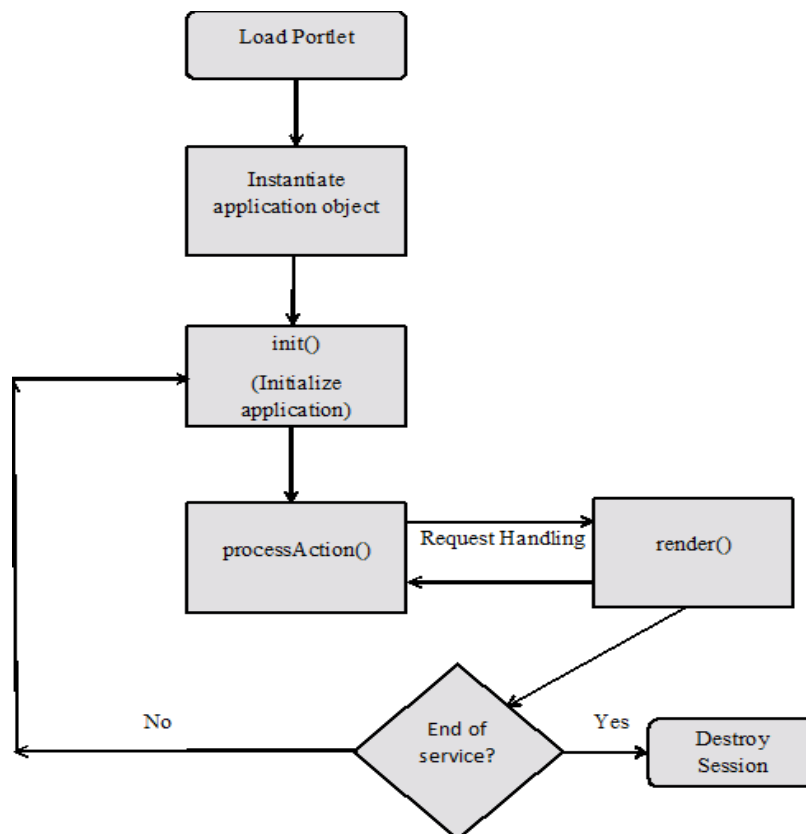 Load Portlet
Instantiate
application object
init()
(Initialize
application)
processAction()
Request Handling
render()
End of
service?
No
Yes
Destroy
Session